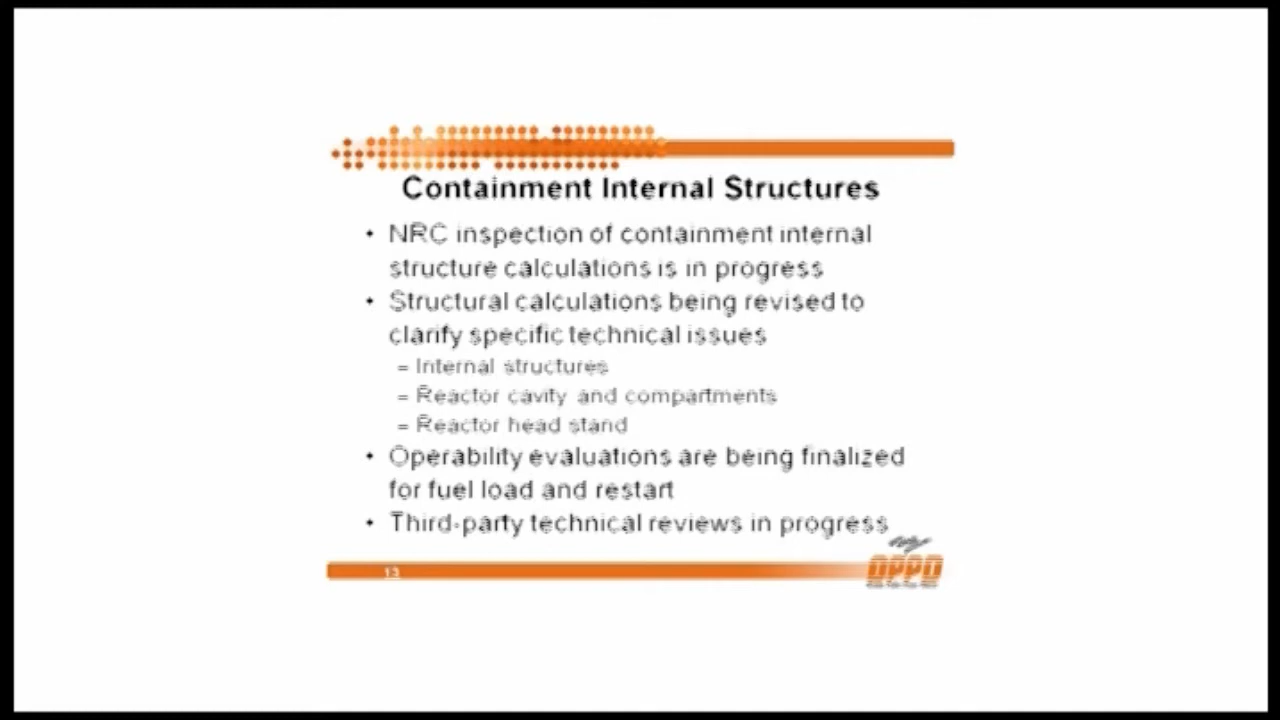 Containment Internal Structures
• NRC inspection of containment internal
structure calculations is in progress
• Structural calculations being revised to
clarify specific technical issues
– Internal structures
– Reactor cavity and compartments
– Reactor head stand
• Operability evaluations are being finalized
for fuel load and restart
• Third-party technical reviews in progress
13
OPPD